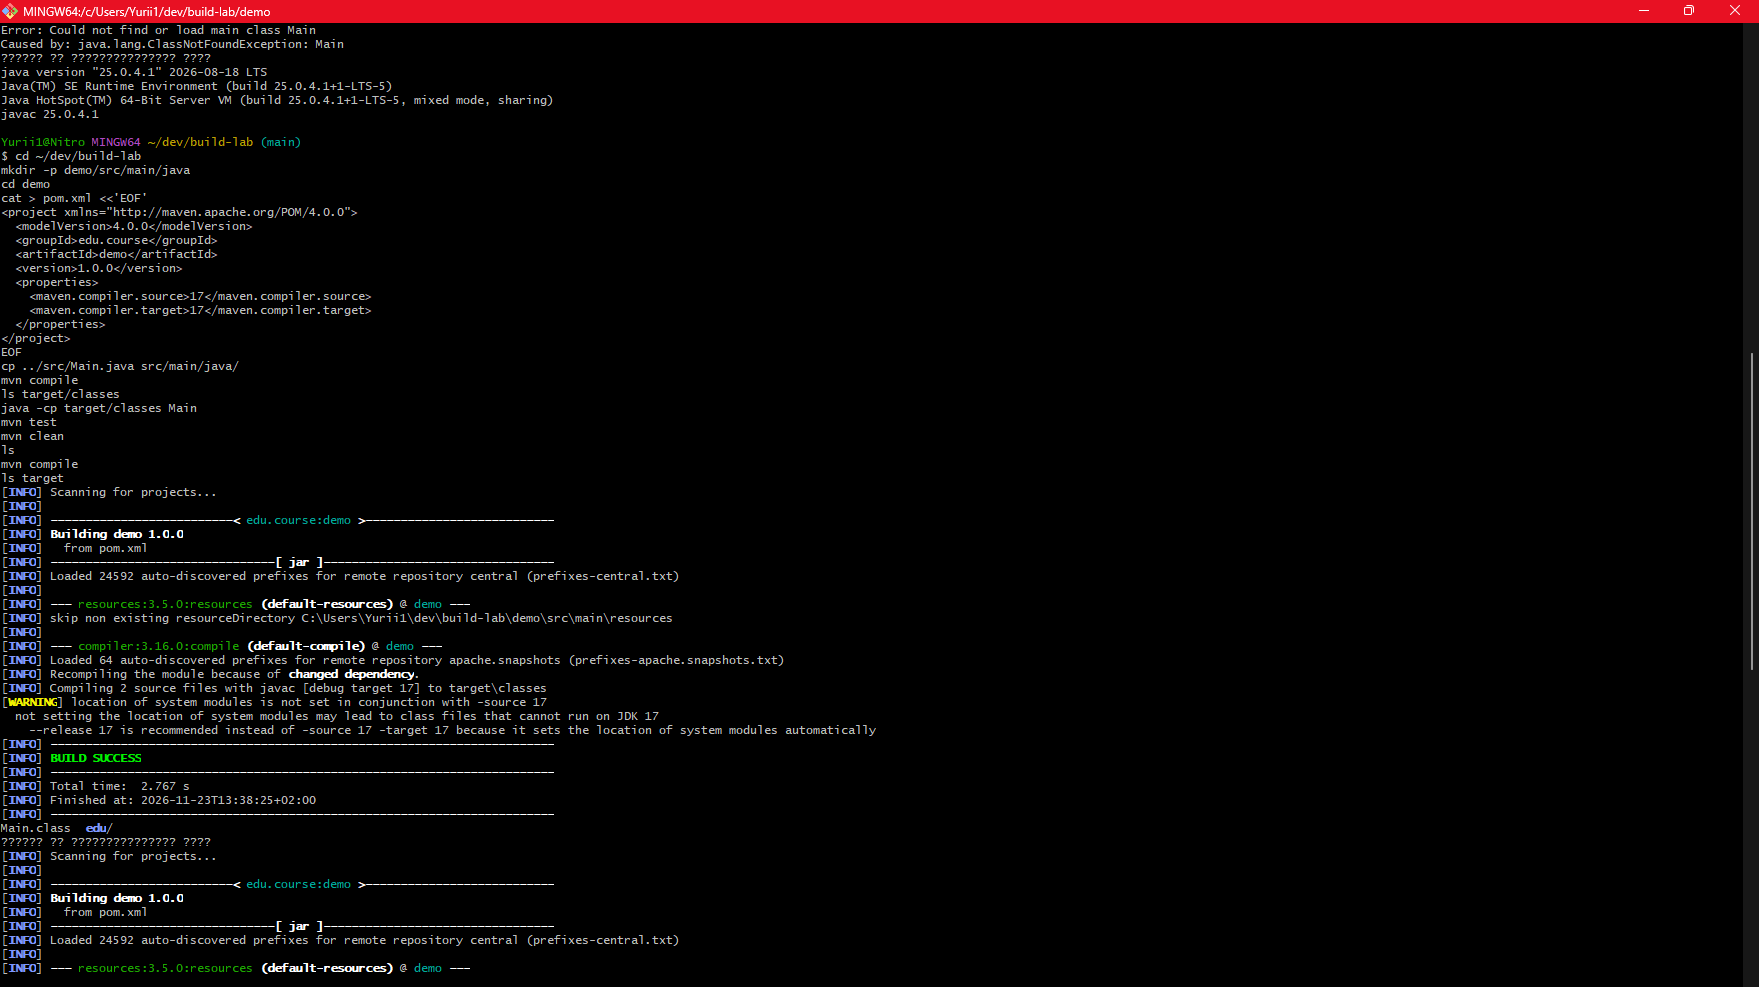 MINGW64:/c/Users/Yurii1/dev/build-lab/demo
Error: Could not find or load main class Main
Caused by: java.lang.ClassNotFoundException: Main
?????? ?? ??????????????? ????
java version "25.0.4.1" 2026-08-18 LTS
Java(TM) SE Runtime Environment (build 25.0.4.1+1-LTS-5)
Java HotSpot(TM) 64-Bit Server VM (build 25.0.4.1+1-LTS-5, mixed mode, sharing)
javac 25.0.4.1
Yurii1@Nitro MINGW64 ~/dev/build-lab (main)
$ cd ~/dev/build-lab
mkdir -p demo/src/main/java
cd demo
cat > pom.xml <<'EOF'
<project xmlns="http://maven.apache.org/POM/4.0.0">
  <modelVersion>4.0.0</modelVersion>
  <groupId>edu.course</groupId>
  <artifactId>demo</artifactId>
  <version>1.0.0</version>
  <properties>
    <maven.compiler.source>17</maven.compiler.source>
    <maven.compiler.target>17</maven.compiler.target>
  </properties>
</project>
EOF
cp ../src/Main.java src/main/java/
mvn compile
ls target/classes
java -cp target/classes Main
mvn test
mvn clean
ls
mvn compile
ls target
[INFO] Scanning for projects...
[INFO]
[INFO] --------------------------< edu.course:demo >---------------------------
[INFO] Building demo 1.0.0
[INFO]   from pom.xml
[INFO] --------------------------------[ jar ]---------------------------------
[INFO] Loaded 24592 auto-discovered prefixes for remote repository central (prefixes-central.txt)
[INFO]
[INFO] --- resources:3.5.0:resources (default-resources) @ demo ---
[INFO] skip non existing resourceDirectory C:\Users\Yurii1\dev\build-lab\demo\src\main\resources
[INFO]
[INFO] --- compiler:3.16.0:compile (default-compile) @ demo ---
[INFO] Loaded 64 auto-discovered prefixes for remote repository apache.snapshots (prefixes-apache.snapshots.txt)
[INFO] Recompiling the module because of changed dependency.
[INFO] Compiling 2 source files with javac [debug target 17] to target\classes
[WARNING] location of system modules is not set in conjunction with -source 17
  not setting the location of system modules may lead to class files that cannot run on JDK 17
    --release 17 is recommended instead of -source 17 -target 17 because it sets the location of system modules automatically
[INFO] ------------------------------------------------------------------------
[INFO] BUILD SUCCESS
[INFO] ------------------------------------------------------------------------
[INFO] Total time:  2.767 s
[INFO] Finished at: 2026-11-23T13:38:25+02:00
[INFO] ------------------------------------------------------------------------
Main.class  edu/
?????? ?? ??????????????? ????
[INFO] Scanning for projects...
[INFO]
[INFO] --------------------------< edu.course:demo >---------------------------
[INFO] Building demo 1.0.0
[INFO]   from pom.xml
[INFO] --------------------------------[ jar ]---------------------------------
[INFO] Loaded 24592 auto-discovered prefixes for remote repository central (prefixes-central.txt)
[INFO]
[INFO] --- resources:3.5.0:resources (default-resources) @ demo ---